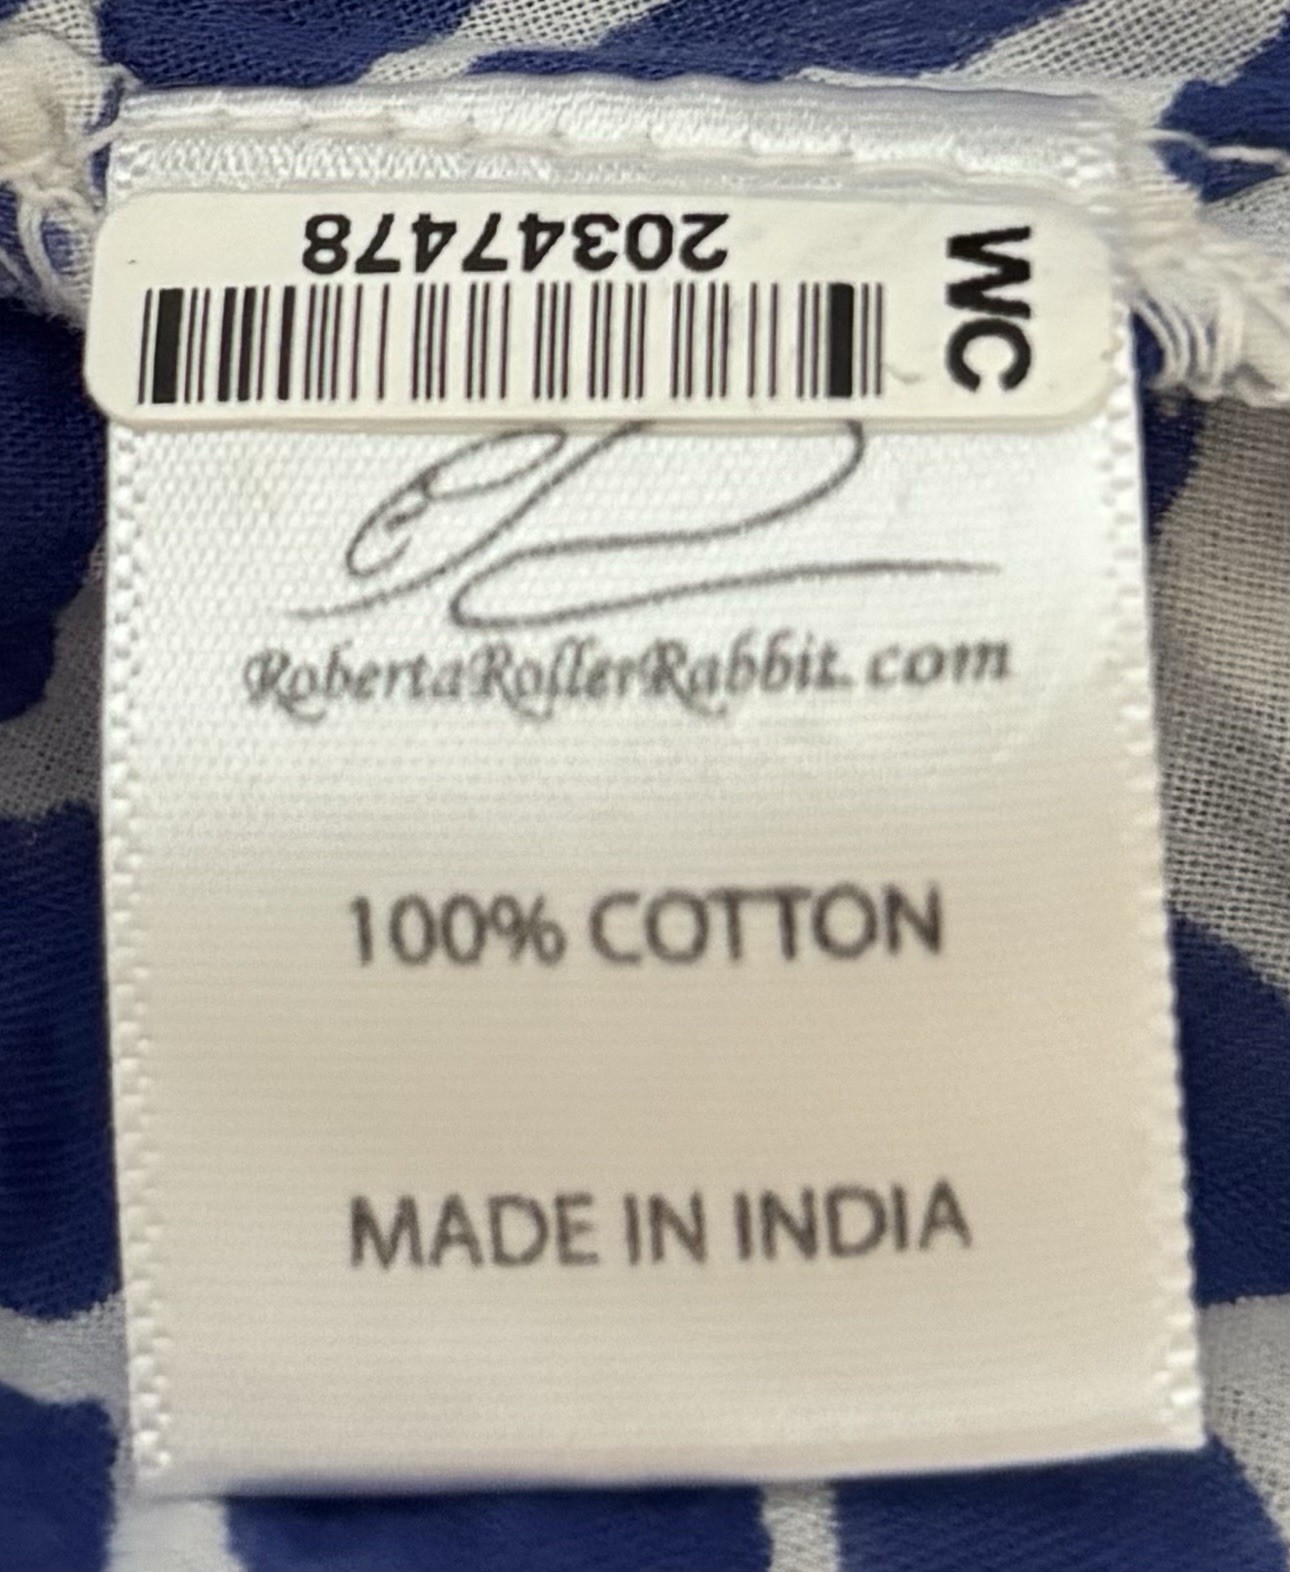 20347478
WC
RobertaRollerRabbit.com
100% COTTON
MADE IN INDIA